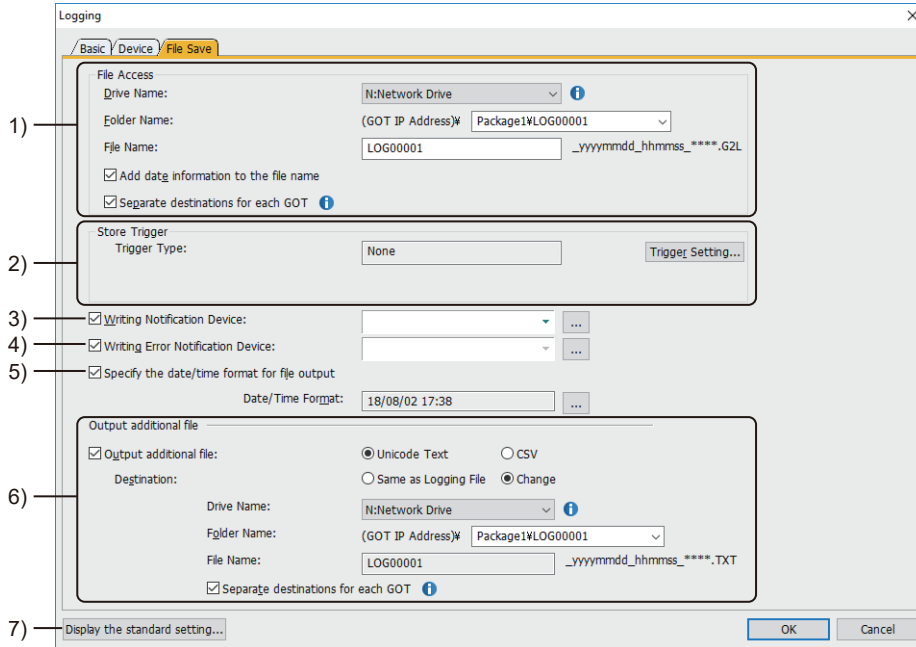 Logging
Basic Device File Save
File Access
1)
Drive Name: N:Network Drive
Folder Name: (GOT IP Address)¥ Package1¥LOG00001
File Name: LOG00001 _yyyymmdd_hhmmss_****.G2L
Add date information to the file name
Separate destinations for each GOT
Store Trigger
2)
Trigger Type: None Trigger Setting...
3) Writing Notification Device: ...
4) Writing Error Notification Device: ...
5) Specify the date/time format for file output
Date/Time Format: 18/08/02 17:38 ...
Output additional file
6)
Output additional file: Unicode Text CSV
Destination: Same as Logging File Change
Drive Name: N:Network Drive
Folder Name: (GOT IP Address)¥ Package1¥LOG00001
File Name: LOG00001 _yyyymmdd_hhmmss_****.TXT
Separate destinations for each GOT
7) Display the standard setting... OK Cancel